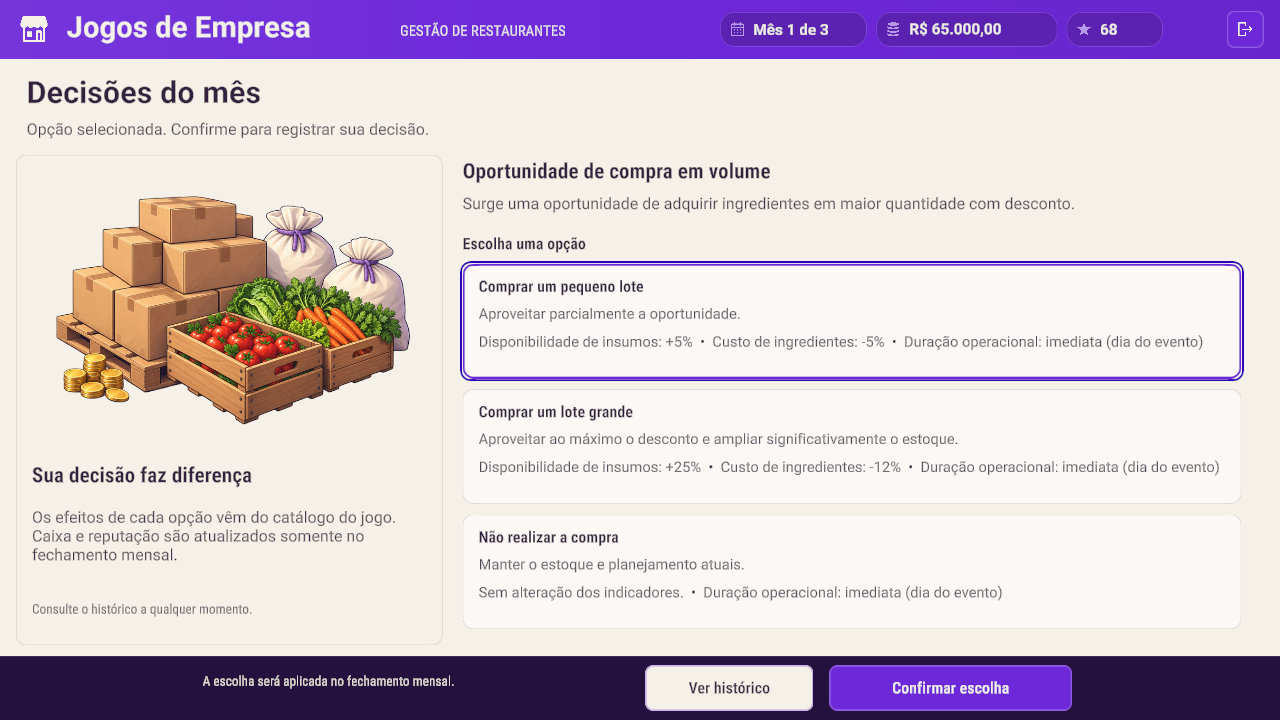 Jogos de Empresa
GESTÃO DE RESTAURANTES
Mês 1 de 3
R$ 65.000,00
68
Decisões do mês
Opção selecionada. Confirme para registrar sua decisão.
Sua decisão faz diferença
Os efeitos de cada opção vêm do catálogo do jogo.
Caixa e reputação são atualizados somente no
fechamento mensal.
Consulte o histórico a qualquer momento.
Oportunidade de compra em volume
Surge uma oportunidade de adquirir ingredientes em maior quantidade com desconto.
Escolha uma opção
Comprar um pequeno lote
Aproveitar parcialmente a oportunidade.
Disponibilidade de insumos: +5% • Custo de ingredientes: -5% • Duração operacional: imediata (dia do evento)
Comprar um lote grande
Aproveitar ao máximo o desconto e ampliar significativamente o estoque.
Disponibilidade de insumos: +25% • Custo de ingredientes: -12% • Duração operacional: imediata (dia do evento)
Não realizar a compra
Manter o estoque e planejamento atuais.
Sem alteração dos indicadores. • Duração operacional: imediata (dia do evento)
A escolha será aplicada no fechamento mensal.
Ver histórico
Confirmar escolha